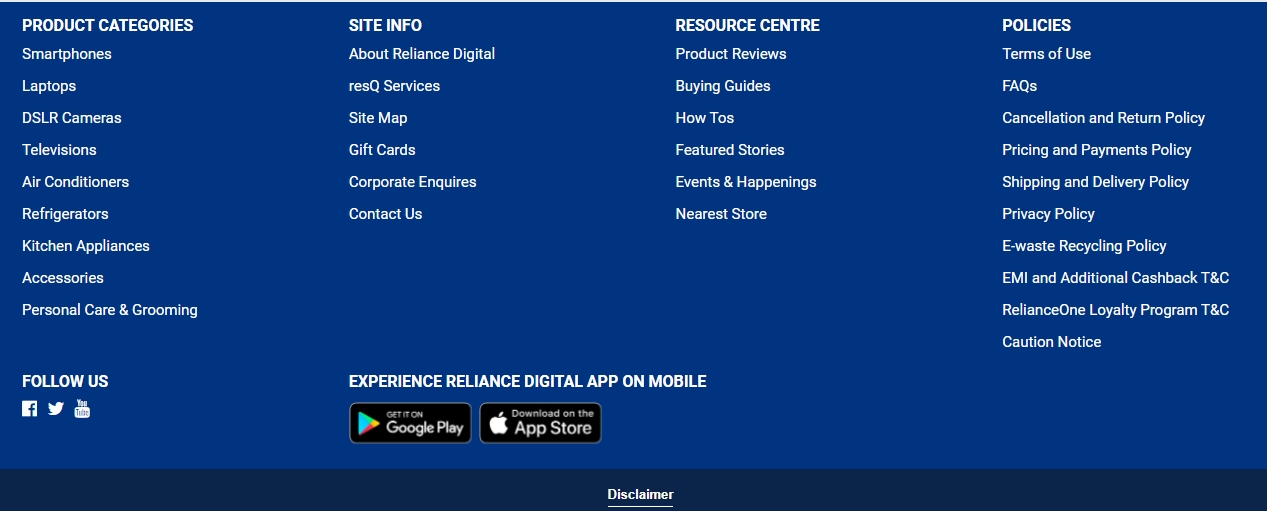 PRODUCT CATEGORIES
Smartphones
Laptops
DSLR Cameras
Televisions
Air Conditioners
Refrigerators
Kitchen Appliances
Accessories
Personal Care & Grooming
SITE INFO
About Reliance Digital
resQ Services
Site Map
Gift Cards
Corporate Enquires
Contact Us
RESOURCE CENTRE
Product Reviews
Buying Guides
How Tos
Featured Stories
Events & Happenings
Nearest Store
POLICIES
Terms of Use
FAQs
Cancellation and Return Policy
Pricing and Payments Policy
Shipping and Delivery Policy
Privacy Policy
E-waste Recycling Policy
EMI and Additional Cashback T&C
RelianceOne Loyalty Program T&C
Caution Notice
FOLLOW US
You
Tube
EXPERIENCE RELIANCE DIGITAL APP ON MOBILE
GET IT ON
Google Play
Download on the
App Store
Disclaimer